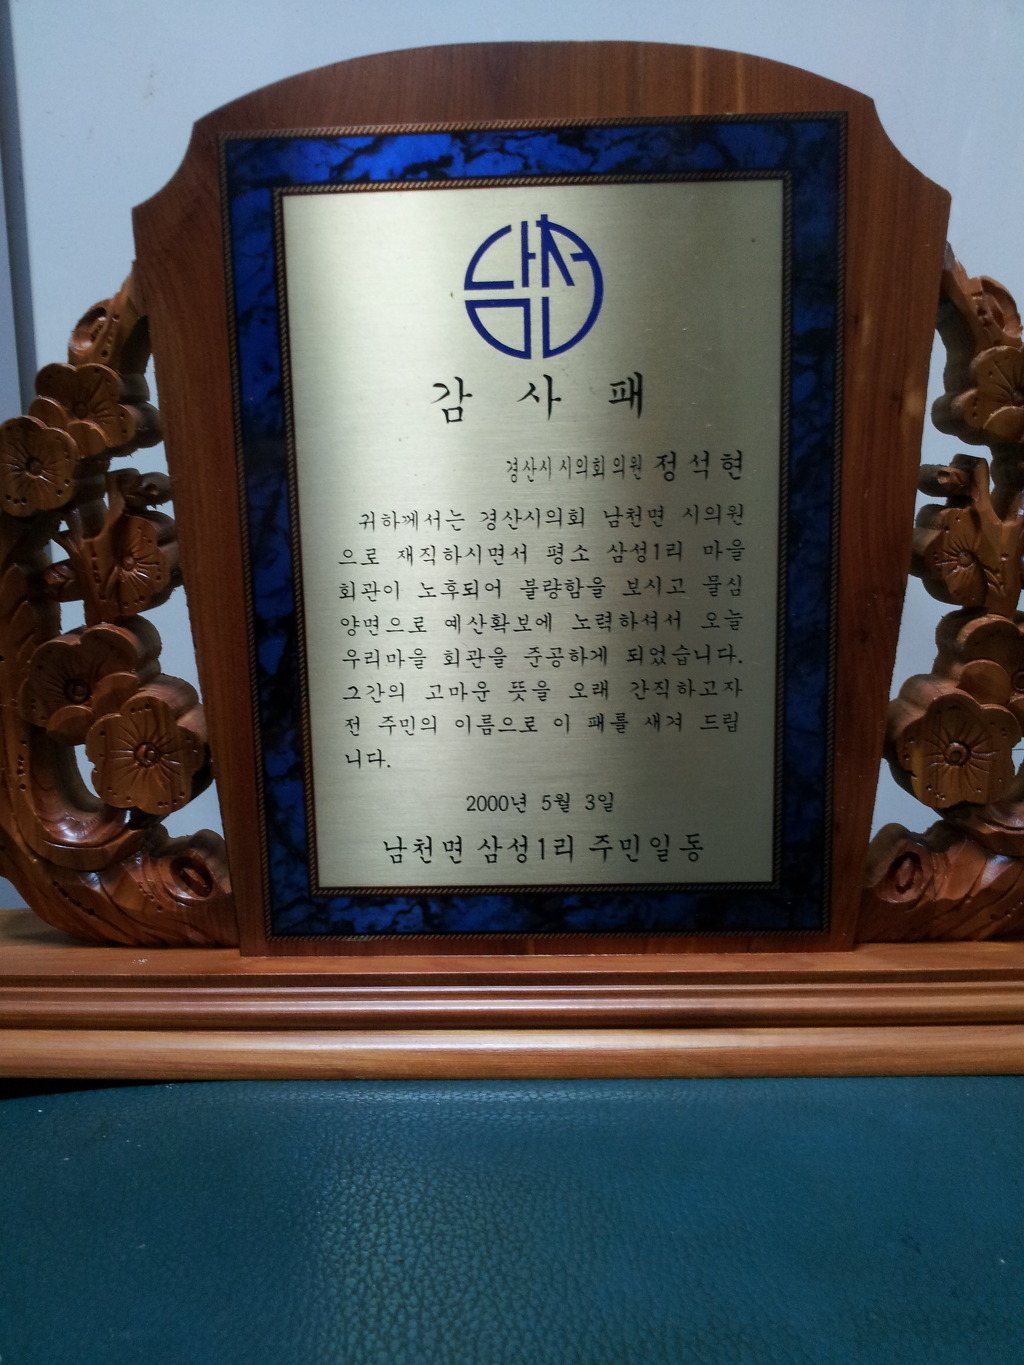 남천
감 사 패
경산시 시의회 의원 정 석 현
귀하께서는 경산시의회 남천면 시의원
으로 재직하시면서 평소 삼성1리 마을
회관이 노후되어 불량함을 보시고 물심
양면으로 예산확보에 노력하셔서 오늘
우리마을 회관을 준공하게 되었습니다.
그간의 고마운 뜻을 오래 간직하고자
전 주민의 이름으로 이 패를 새겨 드립
니다.
2000년 5월 3일
남천면 삼성1리 주민일동